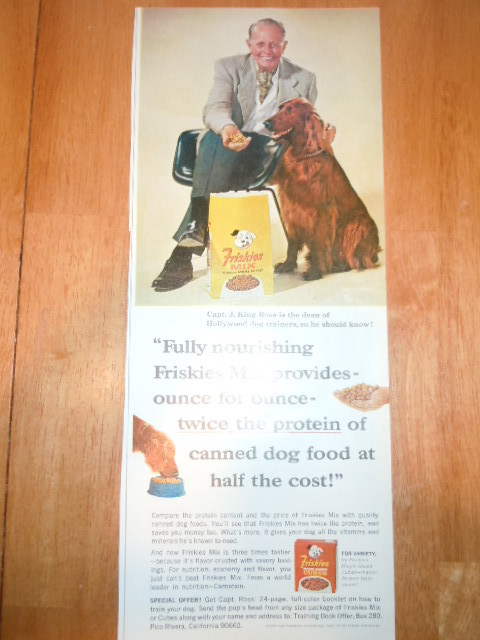 Friskies
MIX
Capt. J. King Ross is the dean of
Hollywood dog trainers, so he should know!
“Fully nourishing
Friskies Mix provides-
ounce for ounce-
twice the protein of
canned dog food at
half the cost!”
Compare the protein content and the price of Friskies Mix with quality
canned dog foods. You'll see that Friskies Mix has twice the protein, and
saves you money too. What's more, it gives your dog all the vitamins and
minerals he's known to need.
And now Friskies Mix is three times tastier
—because it's flavor-crusted with savory coat-
ings. For nutrition, economy and flavor, you
just can't beat Friskies Mix. From a world
leader in nutrition—Carnation.
Friskies
CUBES
FOR VARIETY,
SPECIAL OFFER! Get Capt. Ross' 24-page, full-color booklet on how to
train your dog. Send the pup's head from any size package of Friskies Mix
or Cubes along with your name and address to: Training Book Offer, Box 280,
Pico Rivera, California 90662.